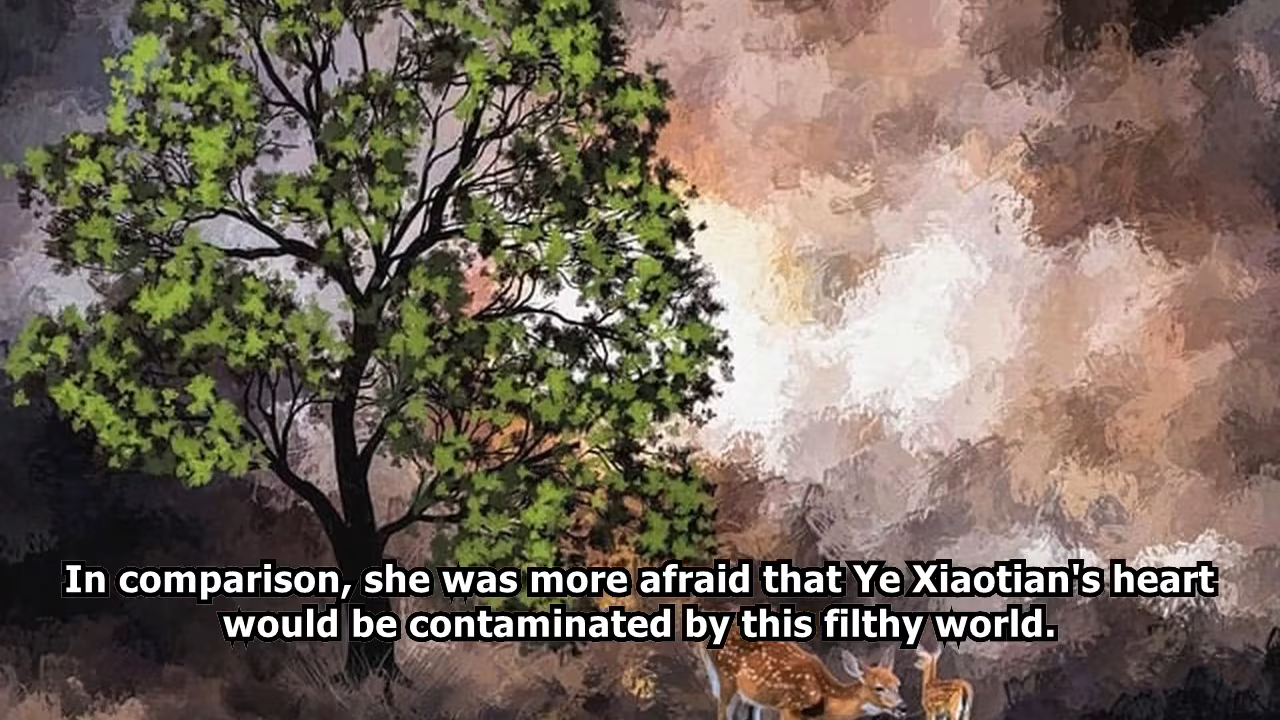 In comparison, she was more afraid that Ye Xiaotian's heart
would be contaminated by this filthy world.